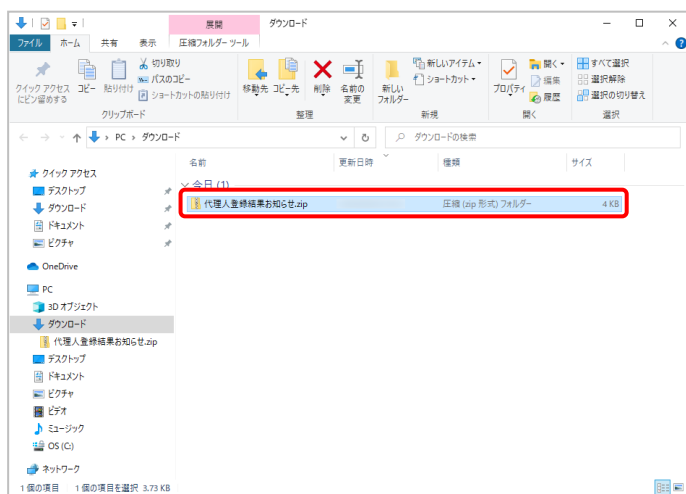 展開
ダウンロード
ファイル ホーム 共有 表示 圧縮フォルダー ツール
クイック アクセスにピン留めする
コピー
貼り付け
切り取り
パスのコピー
ショートカットの貼り付け
クリップボード
移動先
コピー先
削除
名前の変更
整理
新しいフォルダー
新しいアイテム
ショートカット
新規
プロパティ
開く
編集
履歴
開く
すべて選択
選択解除
選択の切り替え
選択
PC › ダウンロード
ダウンロードの検索
名前 更新日時 種類 サイズ
今日 (1)
代理人登録結果お知らせ.zip 圧縮 (zip 形式) フォルダー 4 KB
クイック アクセス
デスクトップ
ダウンロード
ドキュメント
ピクチャ
OneDrive
PC
3D オブジェクト
ダウンロード
代理人登録結果お知らせ.zip
デスクトップ
ドキュメント
ピクチャ
ビデオ
ミュージック
OS (C:)
ネットワーク
1 個の項目 1 個の項目を選択 3.73 KB